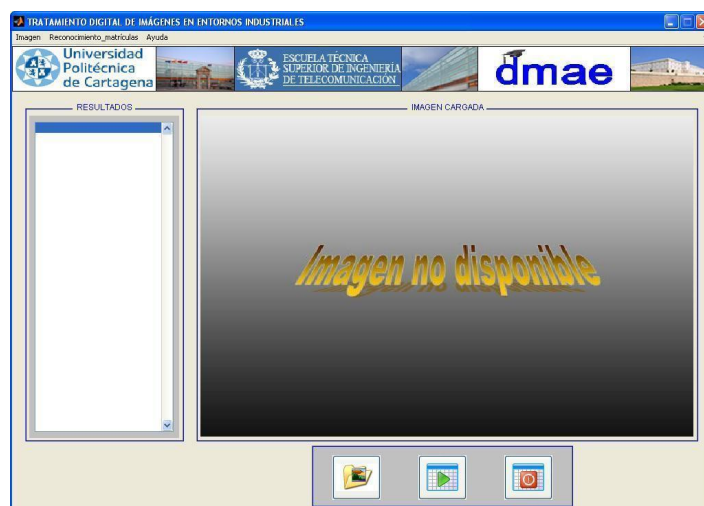 TRATAMIENTO DIGITAL DE IMÁGENES EN ENTORNOS INDUSTRIALES
Imagen Reconocimiento_matrículas Ayuda
Universidad
Politécnica
de Cartagena
ESCUELA TÉCNICA
SUPERIOR DE INGENIERÍA
DE TELECOMUNICACIÓN
dmae
RESULTADOS
IMAGEN CARGADA
Imagen no disponible